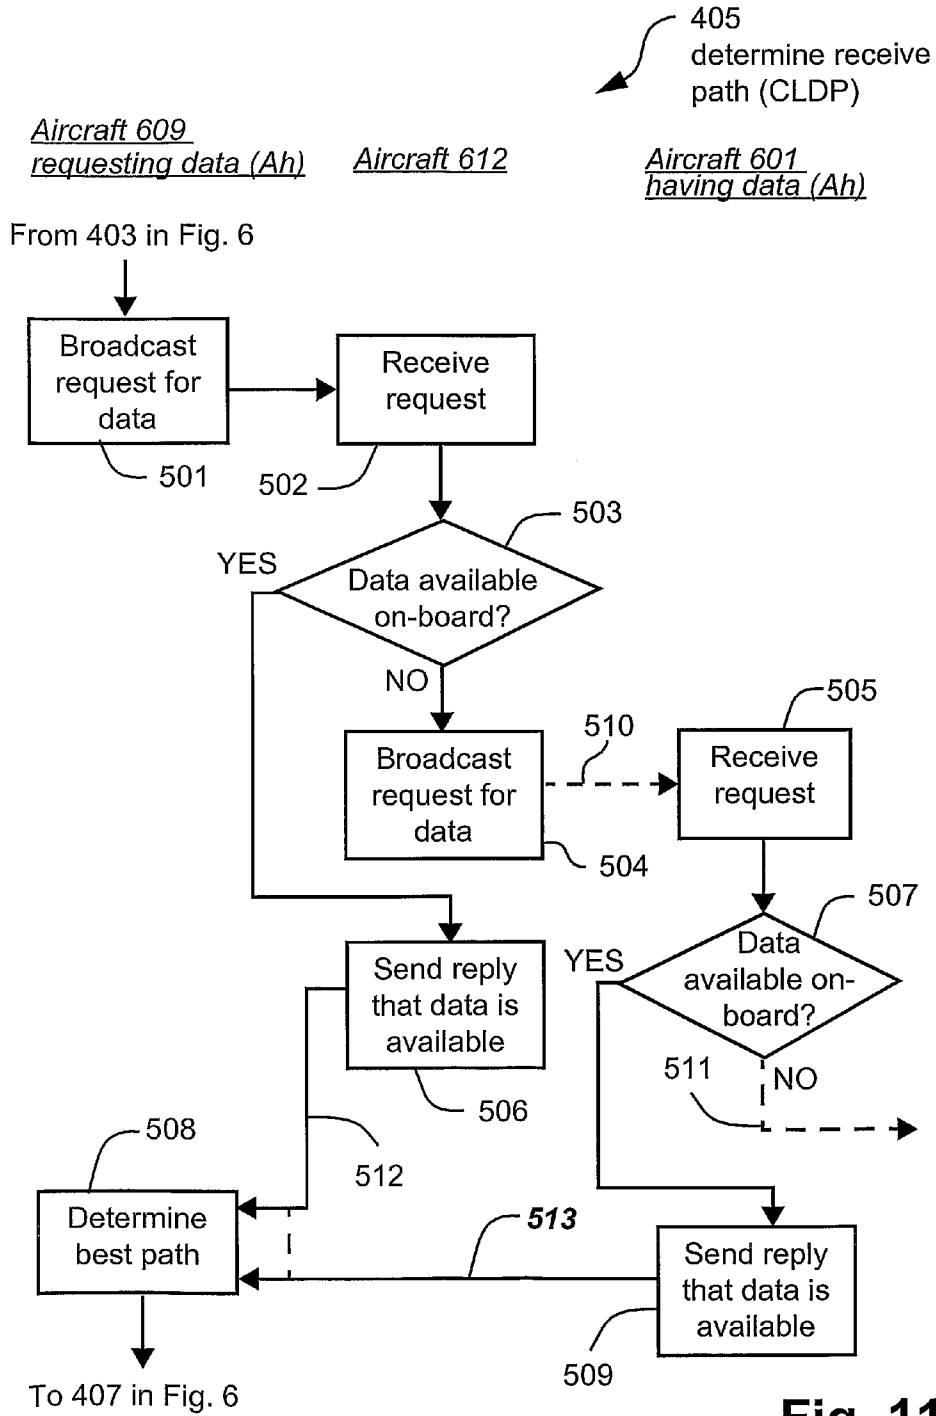 405
determine receive
path (CLDP)
Aircraft 609
requesting data (Ah)
Aircraft 612
Aircraft 601
having data (Ah)
From 403 in Fig. 6
Broadcast
request for
data
501
Receive
request
502
503
YES
Data available
on-board?
NO
505
510
Broadcast
request for
data
504
Receive
request
507
YES
Data
available on-
board?
511
NO
Send reply
that data is
available
506
508
512
Determine
best path
513
Send reply
that data is
available
509
To 407 in Fig. 6
Fig. 11